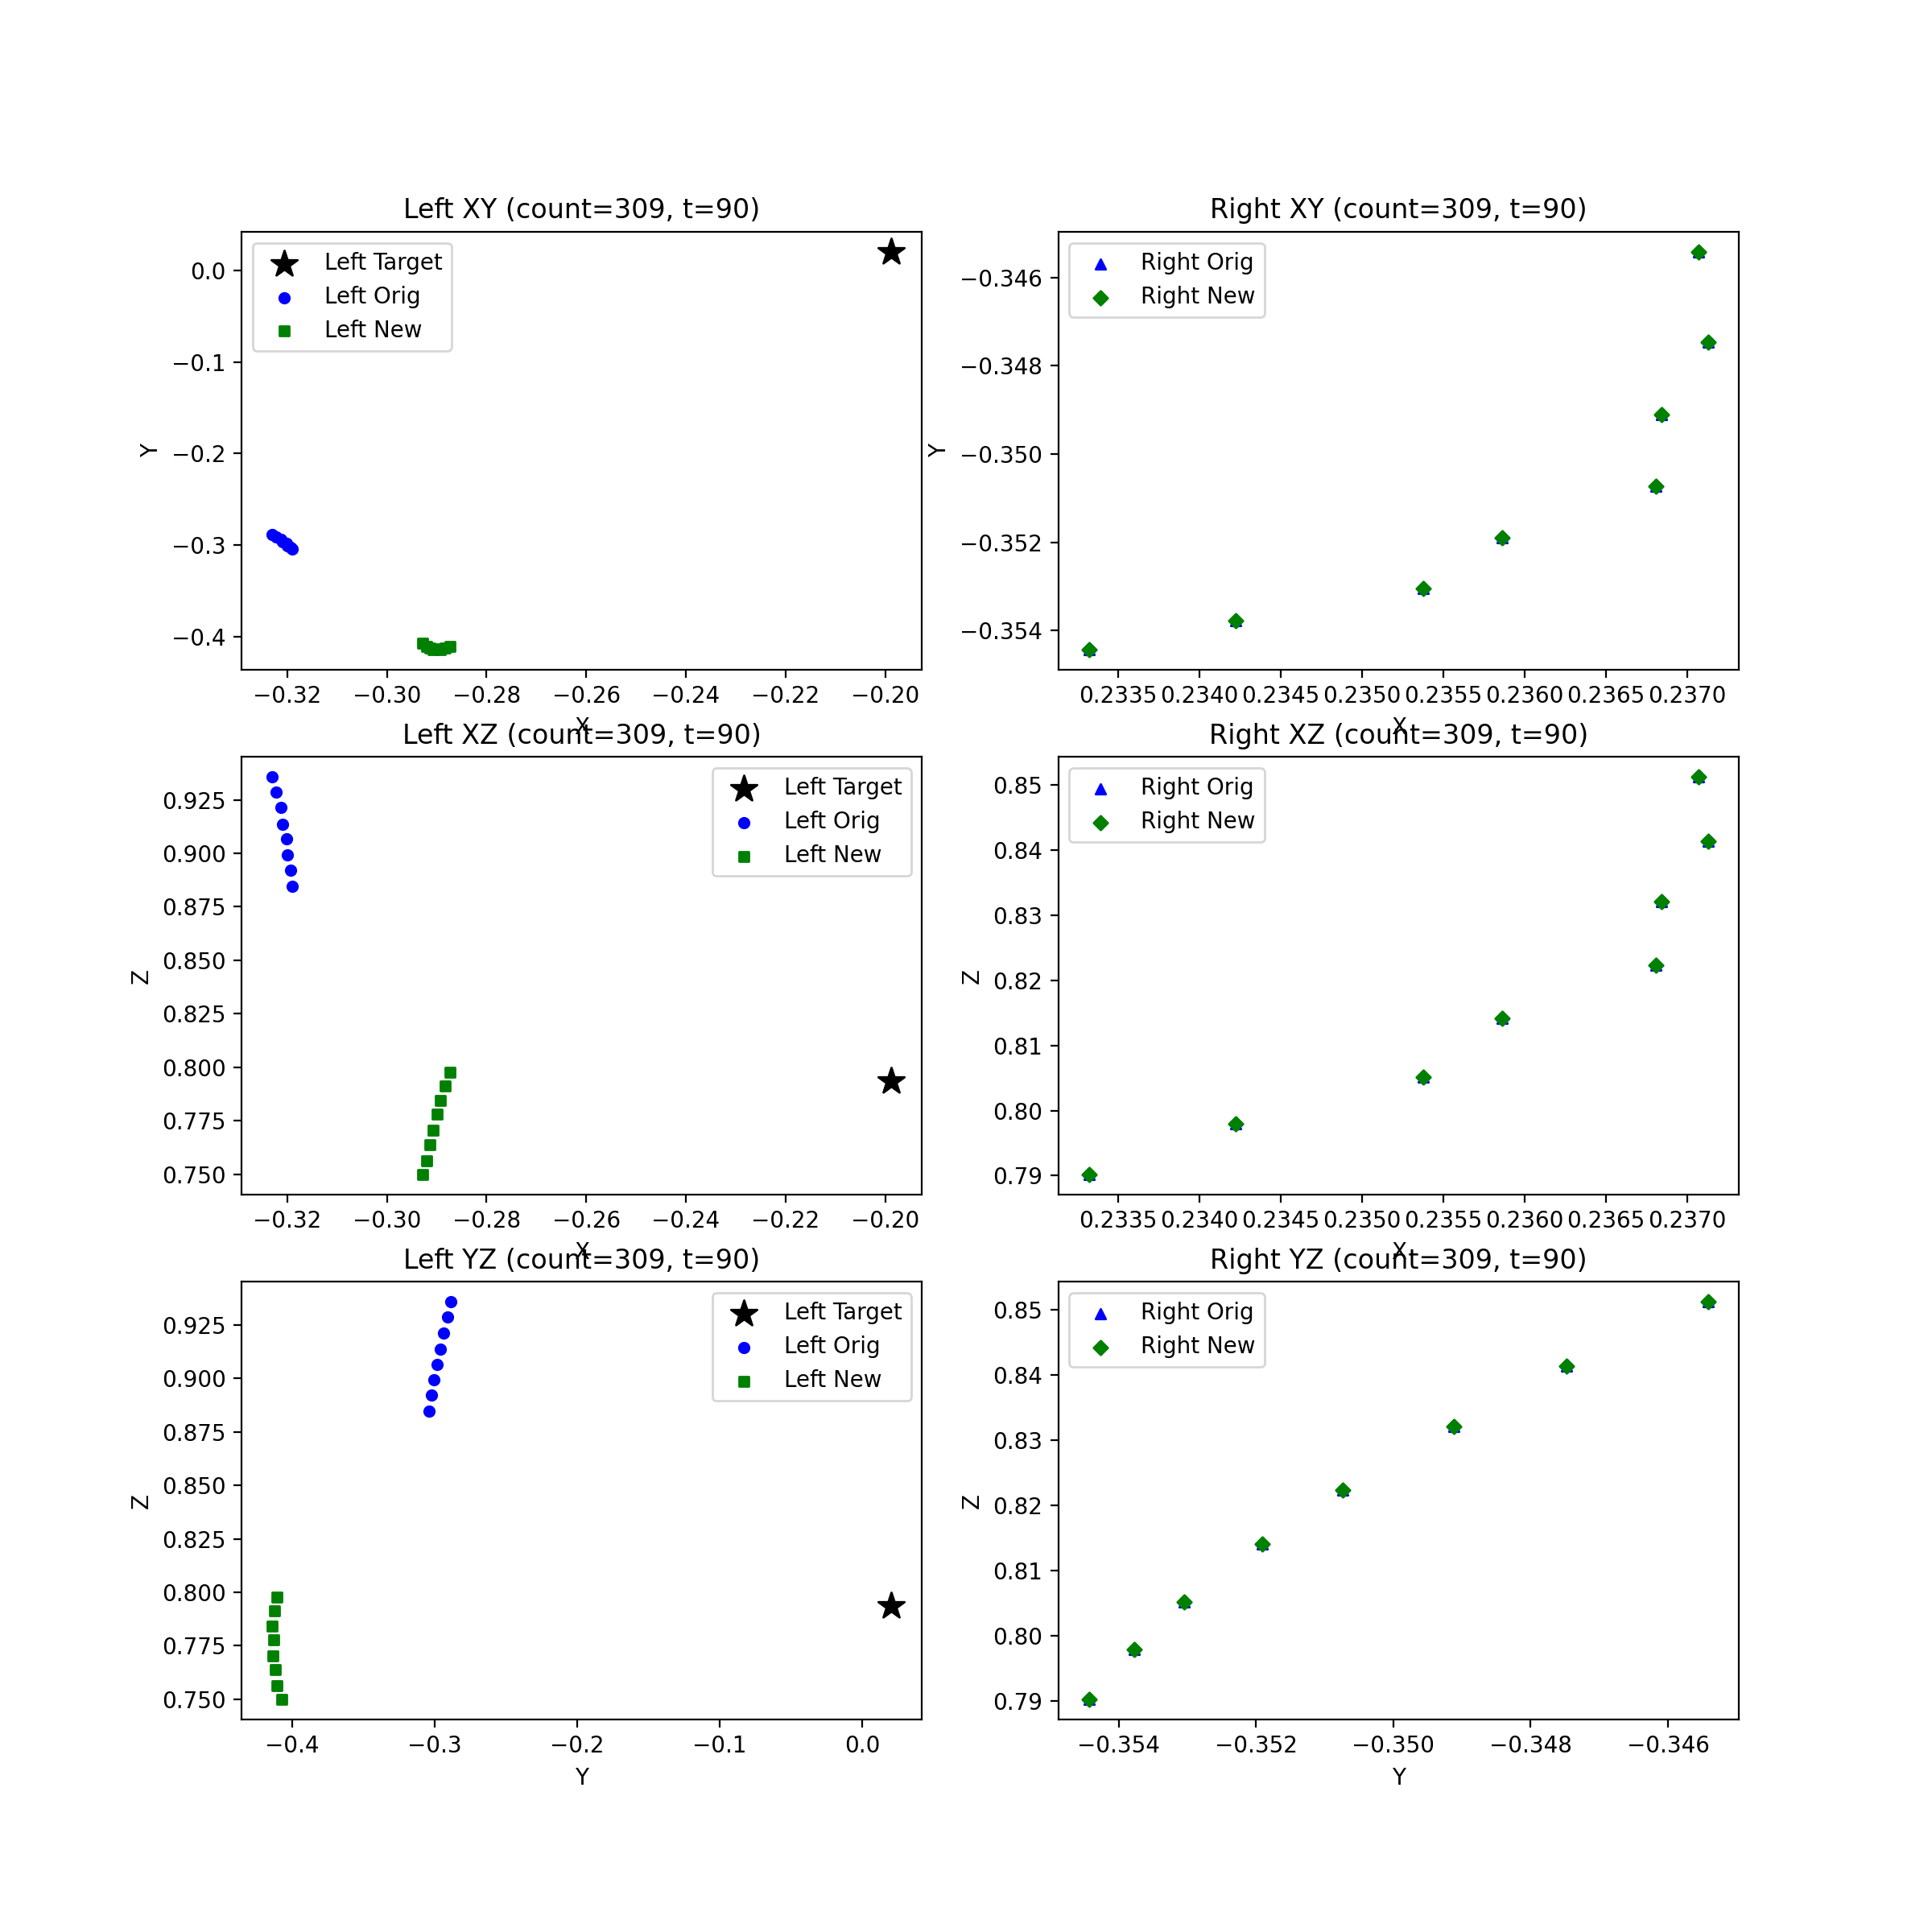 Left XY (count=309, t=90)
Left Target
Left Orig
Left New
0.0
−0.1
−0.2
−0.3
−0.4
Y
−0.32
−0.30
−0.28
−0.26
−0.24
−0.22
−0.20
X
Right XY (count=309, t=90)
Right Orig
Right New
−0.346
−0.348
−0.350
−0.352
−0.354
Y
0.2335
0.2340
0.2345
0.2350
0.2355
0.2360
0.2365
0.2370
X
Left XZ (count=309, t=90)
Left Target
Left Orig
Left New
0.925
0.900
0.875
0.850
0.825
0.800
0.775
0.750
Z
−0.32
−0.30
−0.28
−0.26
−0.24
−0.22
−0.20
X
Right XZ (count=309, t=90)
Right Orig
Right New
0.85
0.84
0.83
0.82
0.81
0.80
0.79
Z
0.2335
0.2340
0.2345
0.2350
0.2355
0.2360
0.2365
0.2370
X
Left YZ (count=309, t=90)
Left Target
Left Orig
Left New
0.925
0.900
0.875
0.850
0.825
0.800
0.775
0.750
Z
−0.4
−0.3
−0.2
−0.1
0.0
Y
Right YZ (count=309, t=90)
Right Orig
Right New
0.85
0.84
0.83
0.82
0.81
0.80
0.79
Z
−0.354
−0.352
−0.350
−0.348
−0.346
Y